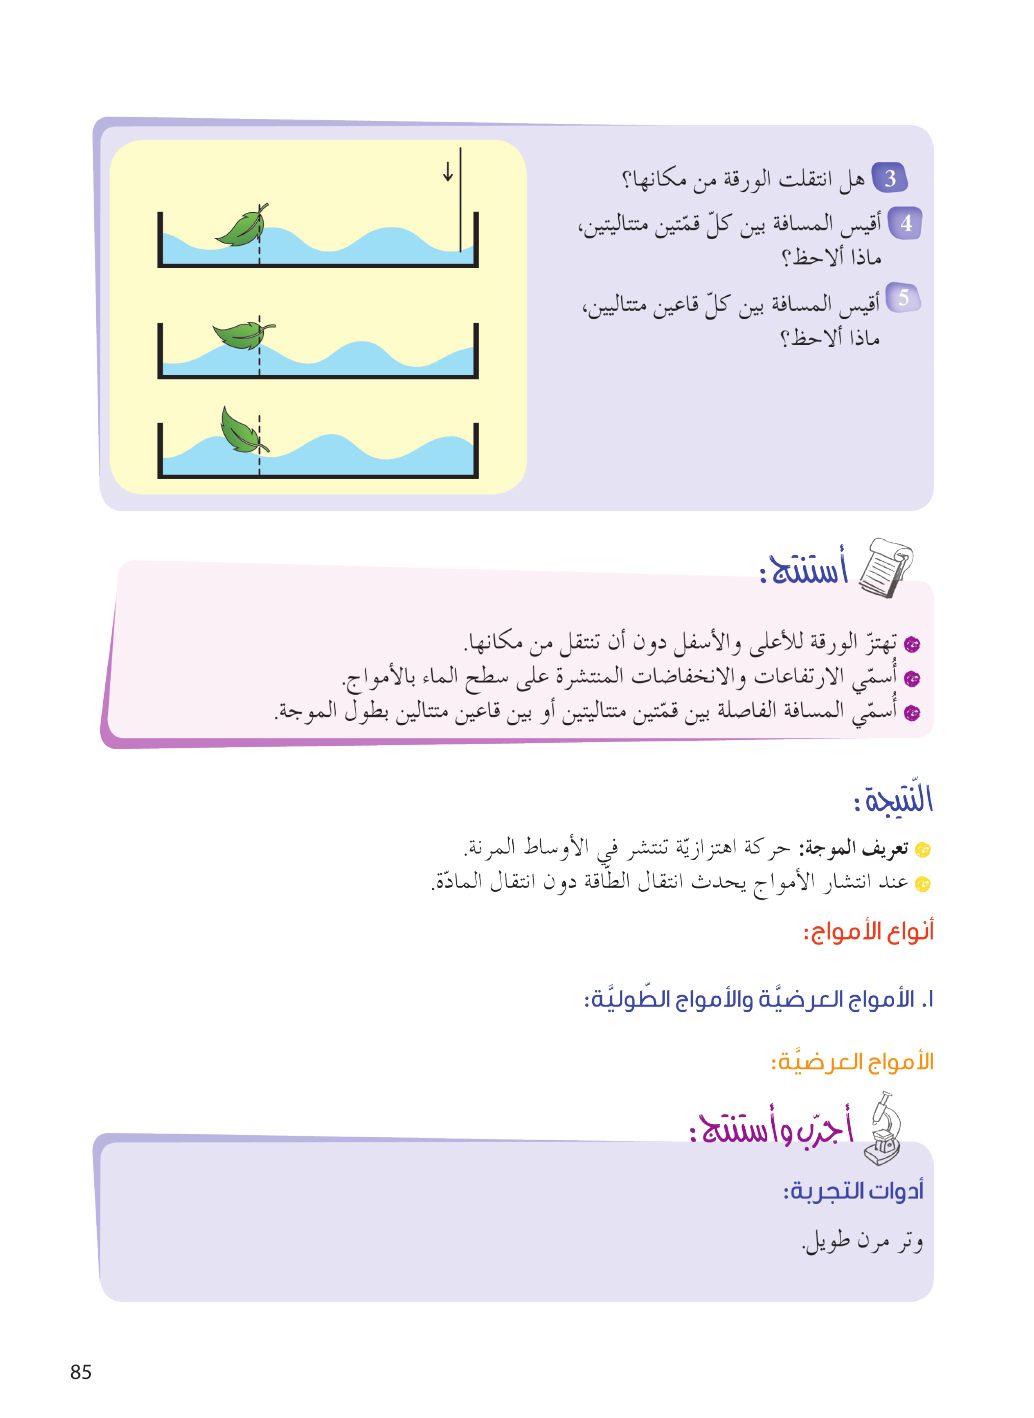 3 هل انتقلت الورقة من مكانها؟
4 أقيس المسافة بين كلّ قمّتين متتاليتين،
ماذا ألاحظ؟
5 أقيس المسافة بين كلّ قاعين متتاليين،
ماذا ألاحظ؟
أستنتج:
تهتزّ الورقة للأعلى والأسفل دون أن تنتقل من مكانها.
أُسمّي الارتفاعات والانخفاضات المنتشرة على سطح الماء بالأمواج.
أُسمّي المسافة الفاصلة بين قمّتين متتاليتين أو بين قاعين متتالين بطول الموجة.
النّتيجة:
تعريف الموجة: حركة اهتزازيّة تنتشر في الأوساط المرنة.
عند انتشار الأمواج يحدث انتقال الطّاقة دون انتقال المادّة.
أنواع الأمواج:
١. الأمواج العرضيَّة والأمواج الطّوليَّة:
الأمواج العرضيَّة:
أجرّب وأستنتج:
أدوات التجربة:
وتر مرن طويل.
85